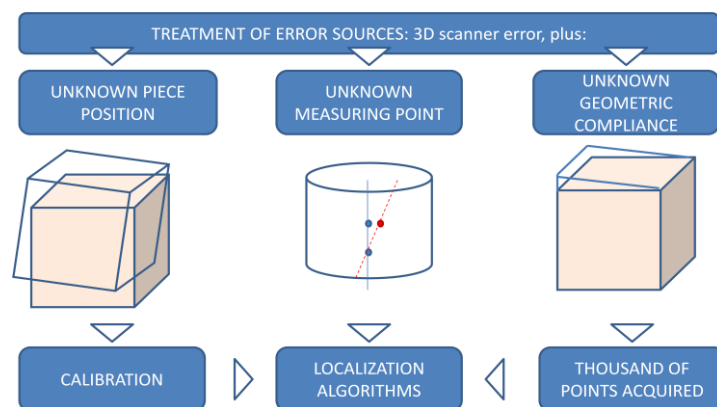 TREATMENT OF ERROR SOURCES: 3D scanner error, plus:
UNKNOWN PIECE
POSITION
UNKNOWN
MEASURING POINT
UNKNOWN
GEOMETRIC
COMPLIANCE
CALIBRATION
LOCALIZATION
ALGORITHMS
THOUSAND OF
POINTS ACQUIRED